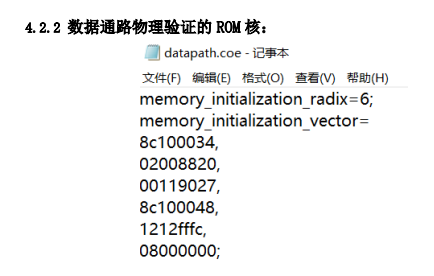 4.2.2 数据通路物理验证的 ROM 核：
datapath.coe - 记事本
文件(F) 编辑(E) 格式(O) 查看(V) 帮助(H)
memory_initialization_radix=6;
memory_initialization_vector=
8c100034,
02008820,
00119027,
8c100048,
1212fffc,
08000000;